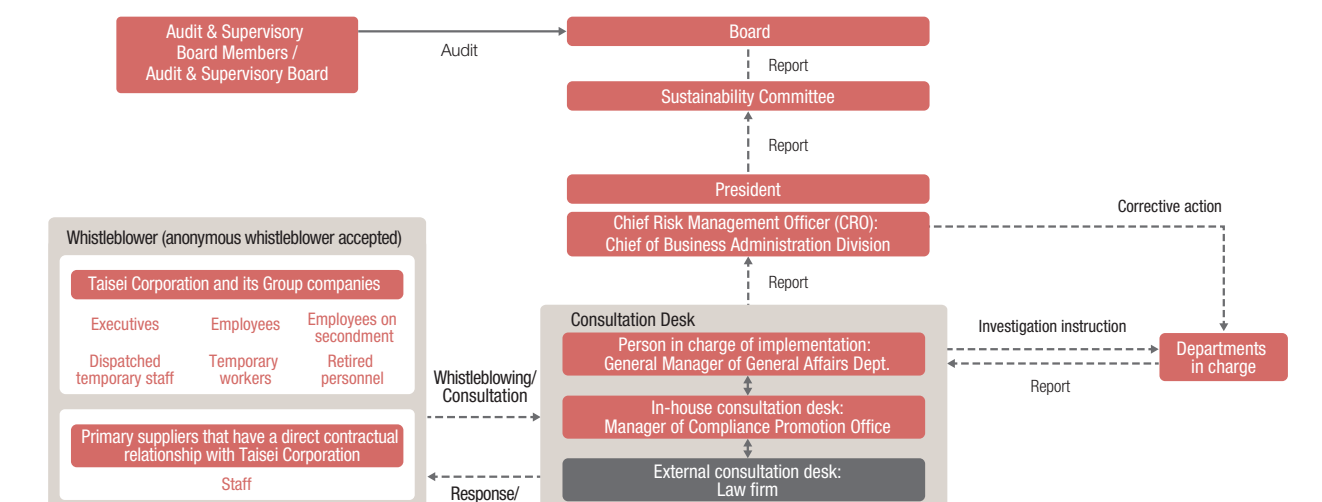 Audit & Supervisory
Board Members /
Audit & Supervisory Board
Audit
Board
Report
Sustainability Committee
Report
President
Chief Risk Management Officer (CRO):
Chief of Business Administration Division
Corrective action
Report
Whistleblower (anonymous whistleblower accepted)
Taisei Corporation and its Group companies
Executives
Employees
Employees on
secondment
Dispatched
temporary staff
Temporary
workers
Retired
personnel
Primary suppliers that have a direct contractual
relationship with Taisei Corporation
Staff
Whistleblowing/
Consultation
Response/
Consultation Desk
Person in charge of implementation:
General Manager of General Affairs Dept.
In-house consultation desk:
Manager of Compliance Promotion Office
External consultation desk:
Law firm
Investigation instruction
Report
Departments
in charge